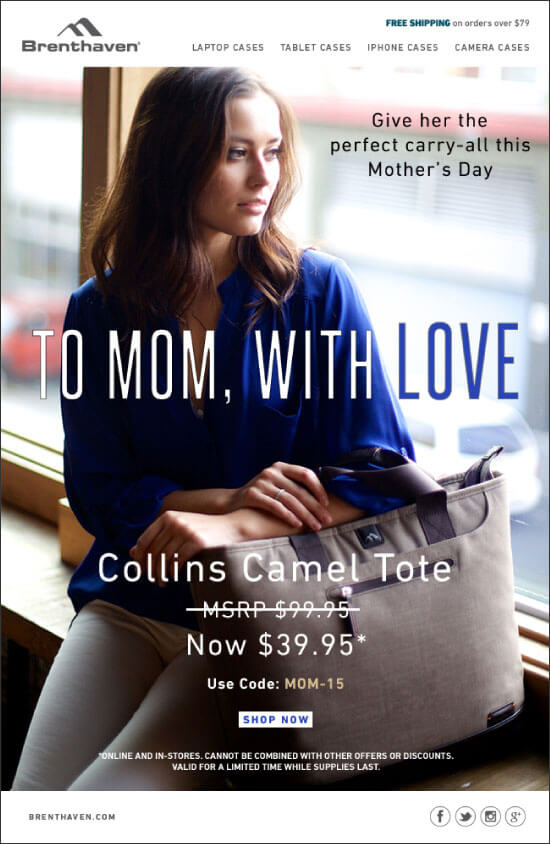 FREE SHIPPING on orders over $79
Brenthaven®
LAPTOP CASES TABLET CASES IPHONE CASES CAMERA CASES
Give her the
perfect carry-all this
Mother's Day
TO MOM, WITH LOVE
Collins Camel Tote
MSRP $99.95
Now $39.95*
Use Code: MOM-15
SHOP NOW
*ONLINE AND IN-STORES. CANNOT BE COMBINED WITH OTHER OFFERS OR DISCOUNTS.
VALID FOR A LIMITED TIME WHILE SUPPLIES LAST.
BRENTHAVEN.COM